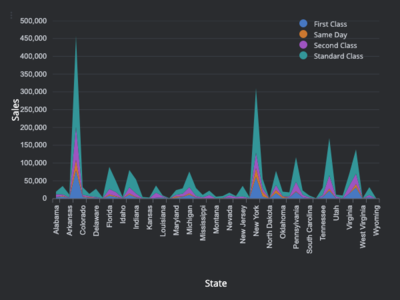 500,000
450,000
400,000
350,000
300,000
250,000
200,000
150,000
100,000
50,000
0
Sales
First Class
Same Day
Second Class
Standard Class
Alabama
Arkansas
Colorado
Delaware
Florida
Idaho
Indiana
Kansas
Louisiana
Maryland
Michigan
Mississippi
Montana
Nevada
New Jersey
New York
North Dakota
Oklahoma
Pennsylvania
South Carolina
Tennessee
Utah
Virginia
West Virginia
Wyoming
State